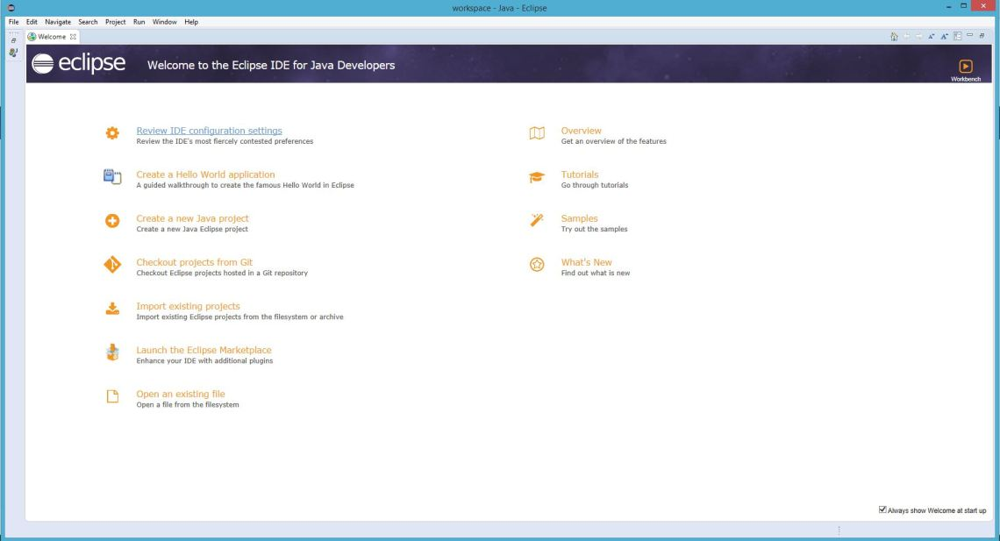 workspace - Java - Eclipse
File Edit Navigate Search Project Run Window Help
Welcome
eclipse Welcome to the Eclipse IDE for Java Developers
Workbench
Review IDE configuration settings
Review the IDE's most fiercely contested preferences
Create a Hello World application
A guided walkthrough to create the famous Hello World in Eclipse
Create a new Java project
Create a new Java Eclipse project
Checkout projects from Git
Checkout Eclipse projects hosted in a Git repository
Import existing projects
Import existing Eclipse projects from the filesystem or archive
Launch the Eclipse Marketplace
Enhance your IDE with additional plugins
Open an existing file
Open a file from the filesystem
Overview
Get an overview of the features
Tutorials
Go through tutorials
Samples
Try out the samples
What's New
Find out what is new
Always show Welcome at start up